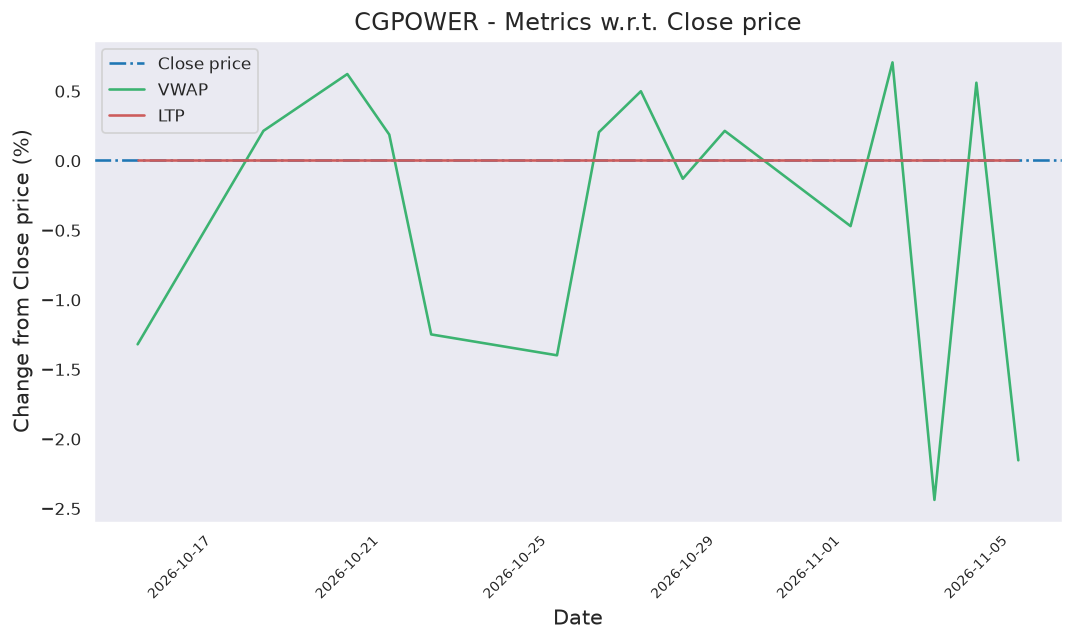 CGPOWER - Metrics w.r.t. Close price
Close price
VWAP
LTP
Change from Close price (%)
0.5
0.0
−0.5
−1.0
−1.5
−2.0
−2.5
2026-10-17
2026-10-21
2026-10-25
2026-10-29
2026-11-01
2026-11-05
Date